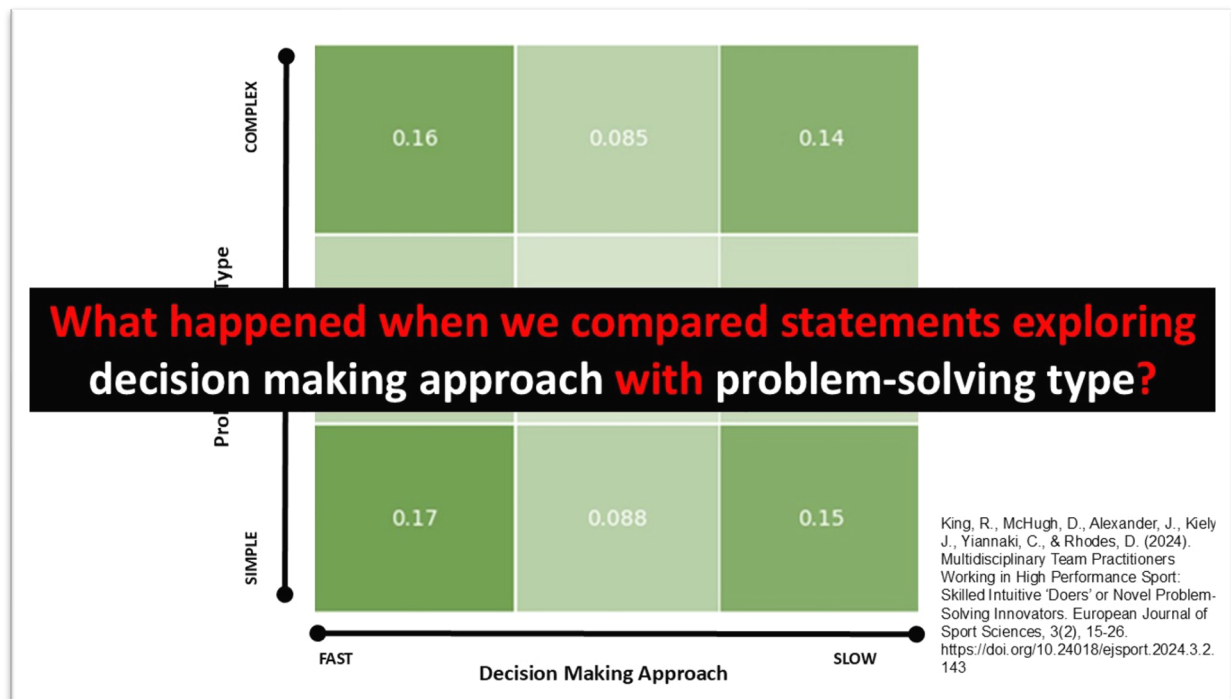 COMPLEX
0.16
0.085
0.14
Type
What happened when we compared statements exploring
decision making approach with problem-solving type?
SIMPLE
0.17
0.088
0.15
FAST
SLOW
Decision Making Approach
King, R., McHugh, D., Alexander, J., Kiely
J., Yiannaki, C., & Rhodes, D. (2024).
Multidisciplinary Team Practitioners
Working in High Performance Sport:
Skilled Intuitive ‘Doers’ or Novel Problem-
Solving Innovators. European Journal of
Sport Sciences, 3(2), 15-26.
https://doi.org/10.24018/ejsport.2024.3.2.
143